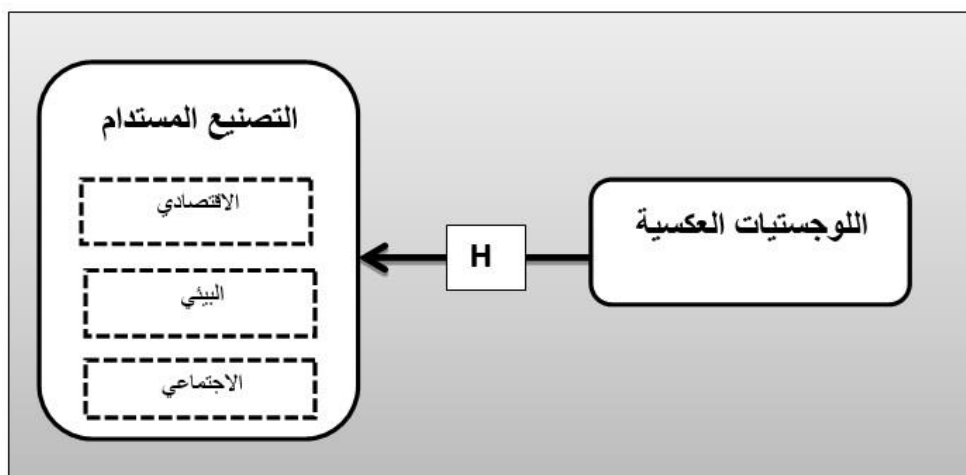 التصنيع المستدام
الاقتصادي
البيئي
الاجتماعي
H
اللوجستيات العكسية